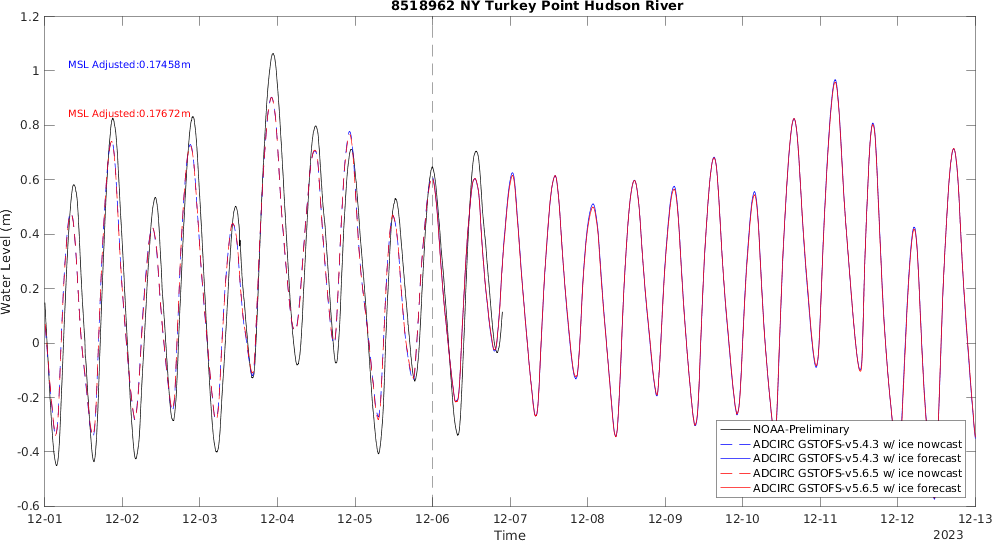 8518962 NY Turkey Point Hudson River
MSL Adjusted:0.17458m
MSL Adjusted:0.17672m
Water Level (m)
1.2
1
0.8
0.6
0.4
0.2
0
-0.2
-0.4
-0.6
NOAA-Preliminary
ADCIRC GSTOFS-v5.4.3 w/ ice nowcast
ADCIRC GSTOFS-v5.4.3 w/ ice forecast
ADCIRC GSTOFS-v5.6.5 w/ ice nowcast
ADCIRC GSTOFS-v5.6.5 w/ ice forecast
12-01 12-02 12-03 12-04 12-05 12-06 12-07 12-08 12-09 12-10 12-11 12-12 12-13
Time
2023